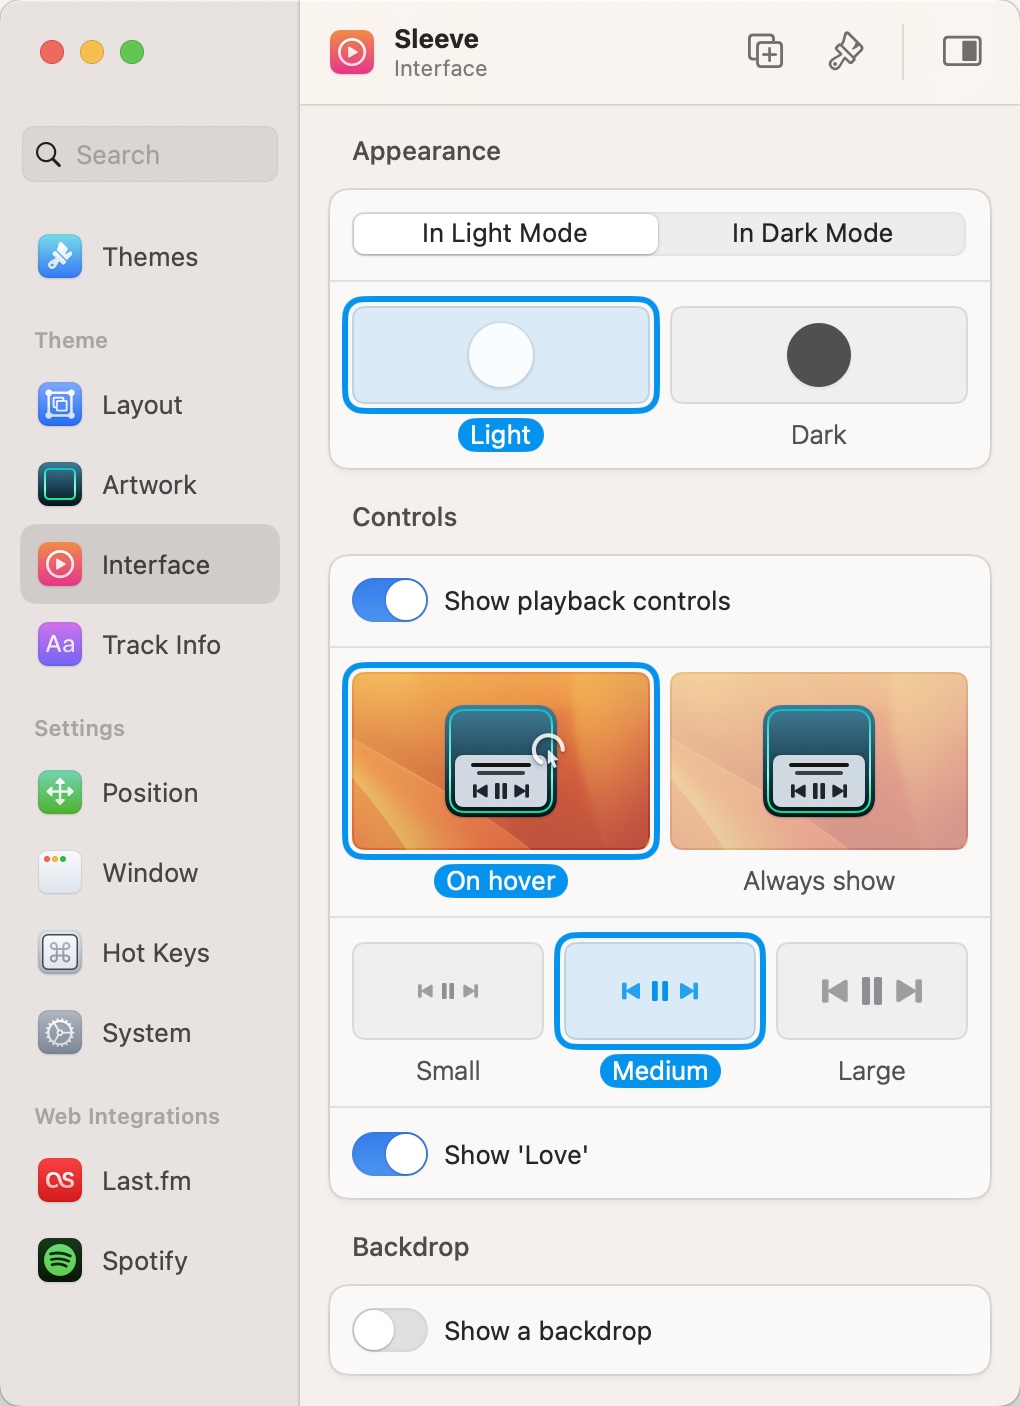 Sleeve
Interface
Search
Themes
Theme
Layout
Artwork
Interface
Aa
Track Info
Settings
Position
Window
Hot Keys
System
Web Integrations
Last.fm
Spotify
Appearance
In Light Mode
In Dark Mode
Light
Dark
Controls
Show playback controls
On hover
Always show
Small
Medium
Large
Show 'Love'
Backdrop
Show a backdrop